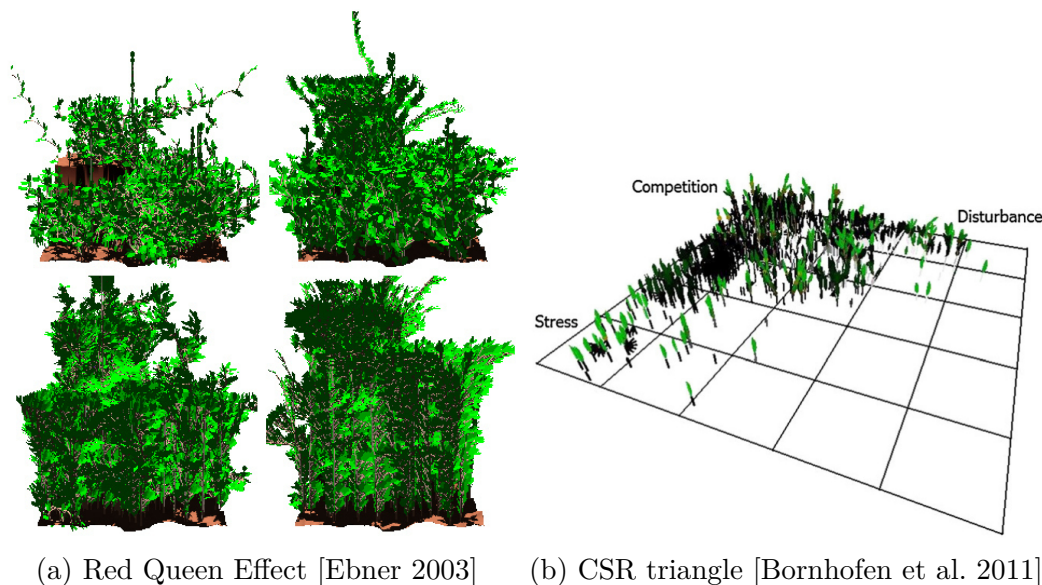 Competition
Disturbance
Stress
(a) Red Queen Effect [Ebner 2003]
(b) CSR triangle [Bornhofen et al. 2011]